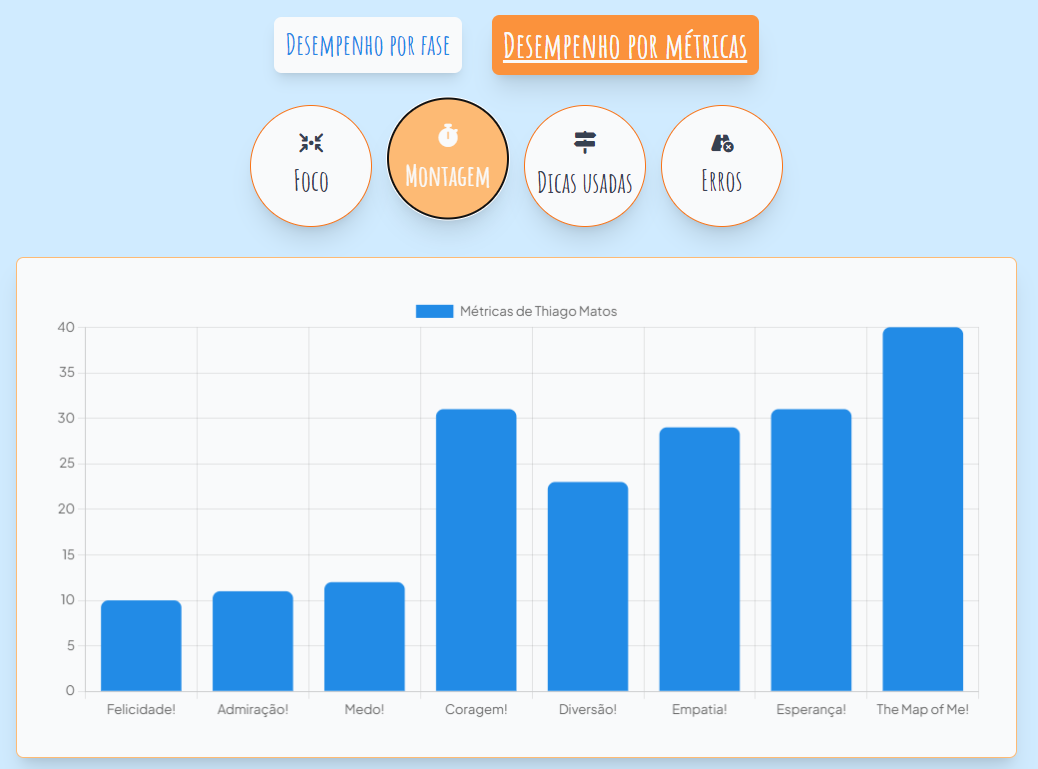 Desempenho por fase
Desempenho por métricas
Foco
Montagem
Dicas usadas
Erros
Métricas de Thiago Matos
40
35
30
25
20
15
10
5
0
Felicidade! Admiração! Medo! Coragem! Diversão! Empatia! Esperança! The Map of Me!